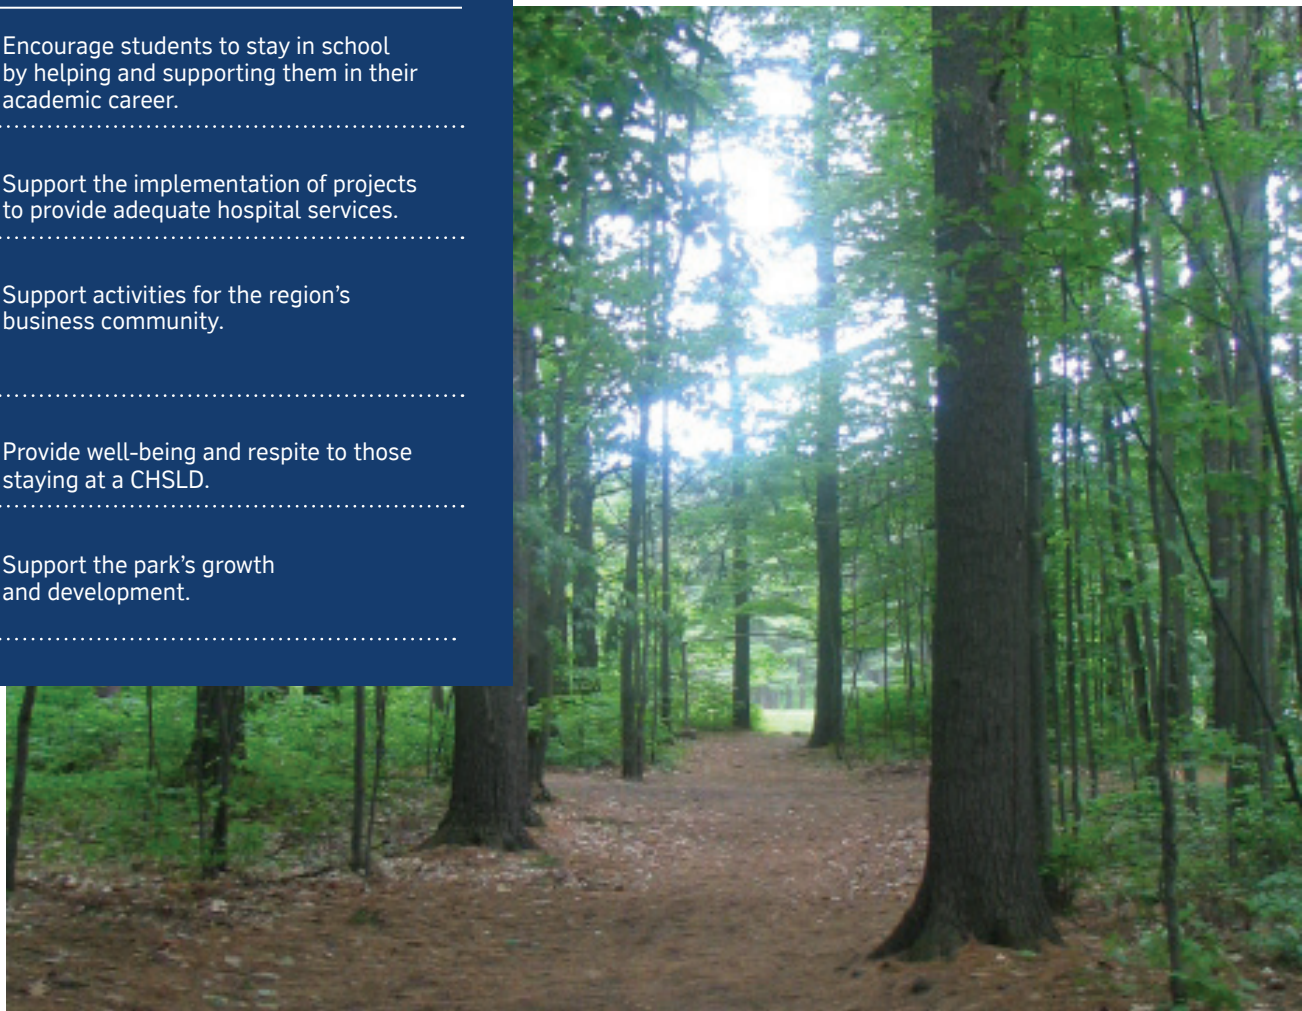 Encourage students to stay in school
by helping and supporting them in their
academic career.
Support the implementation of projects
to provide adequate hospital services.
Support activities for the region's
business community.
Provide well-being and respite to those
staying at a CHSLD.
Support the park's growth
and development.